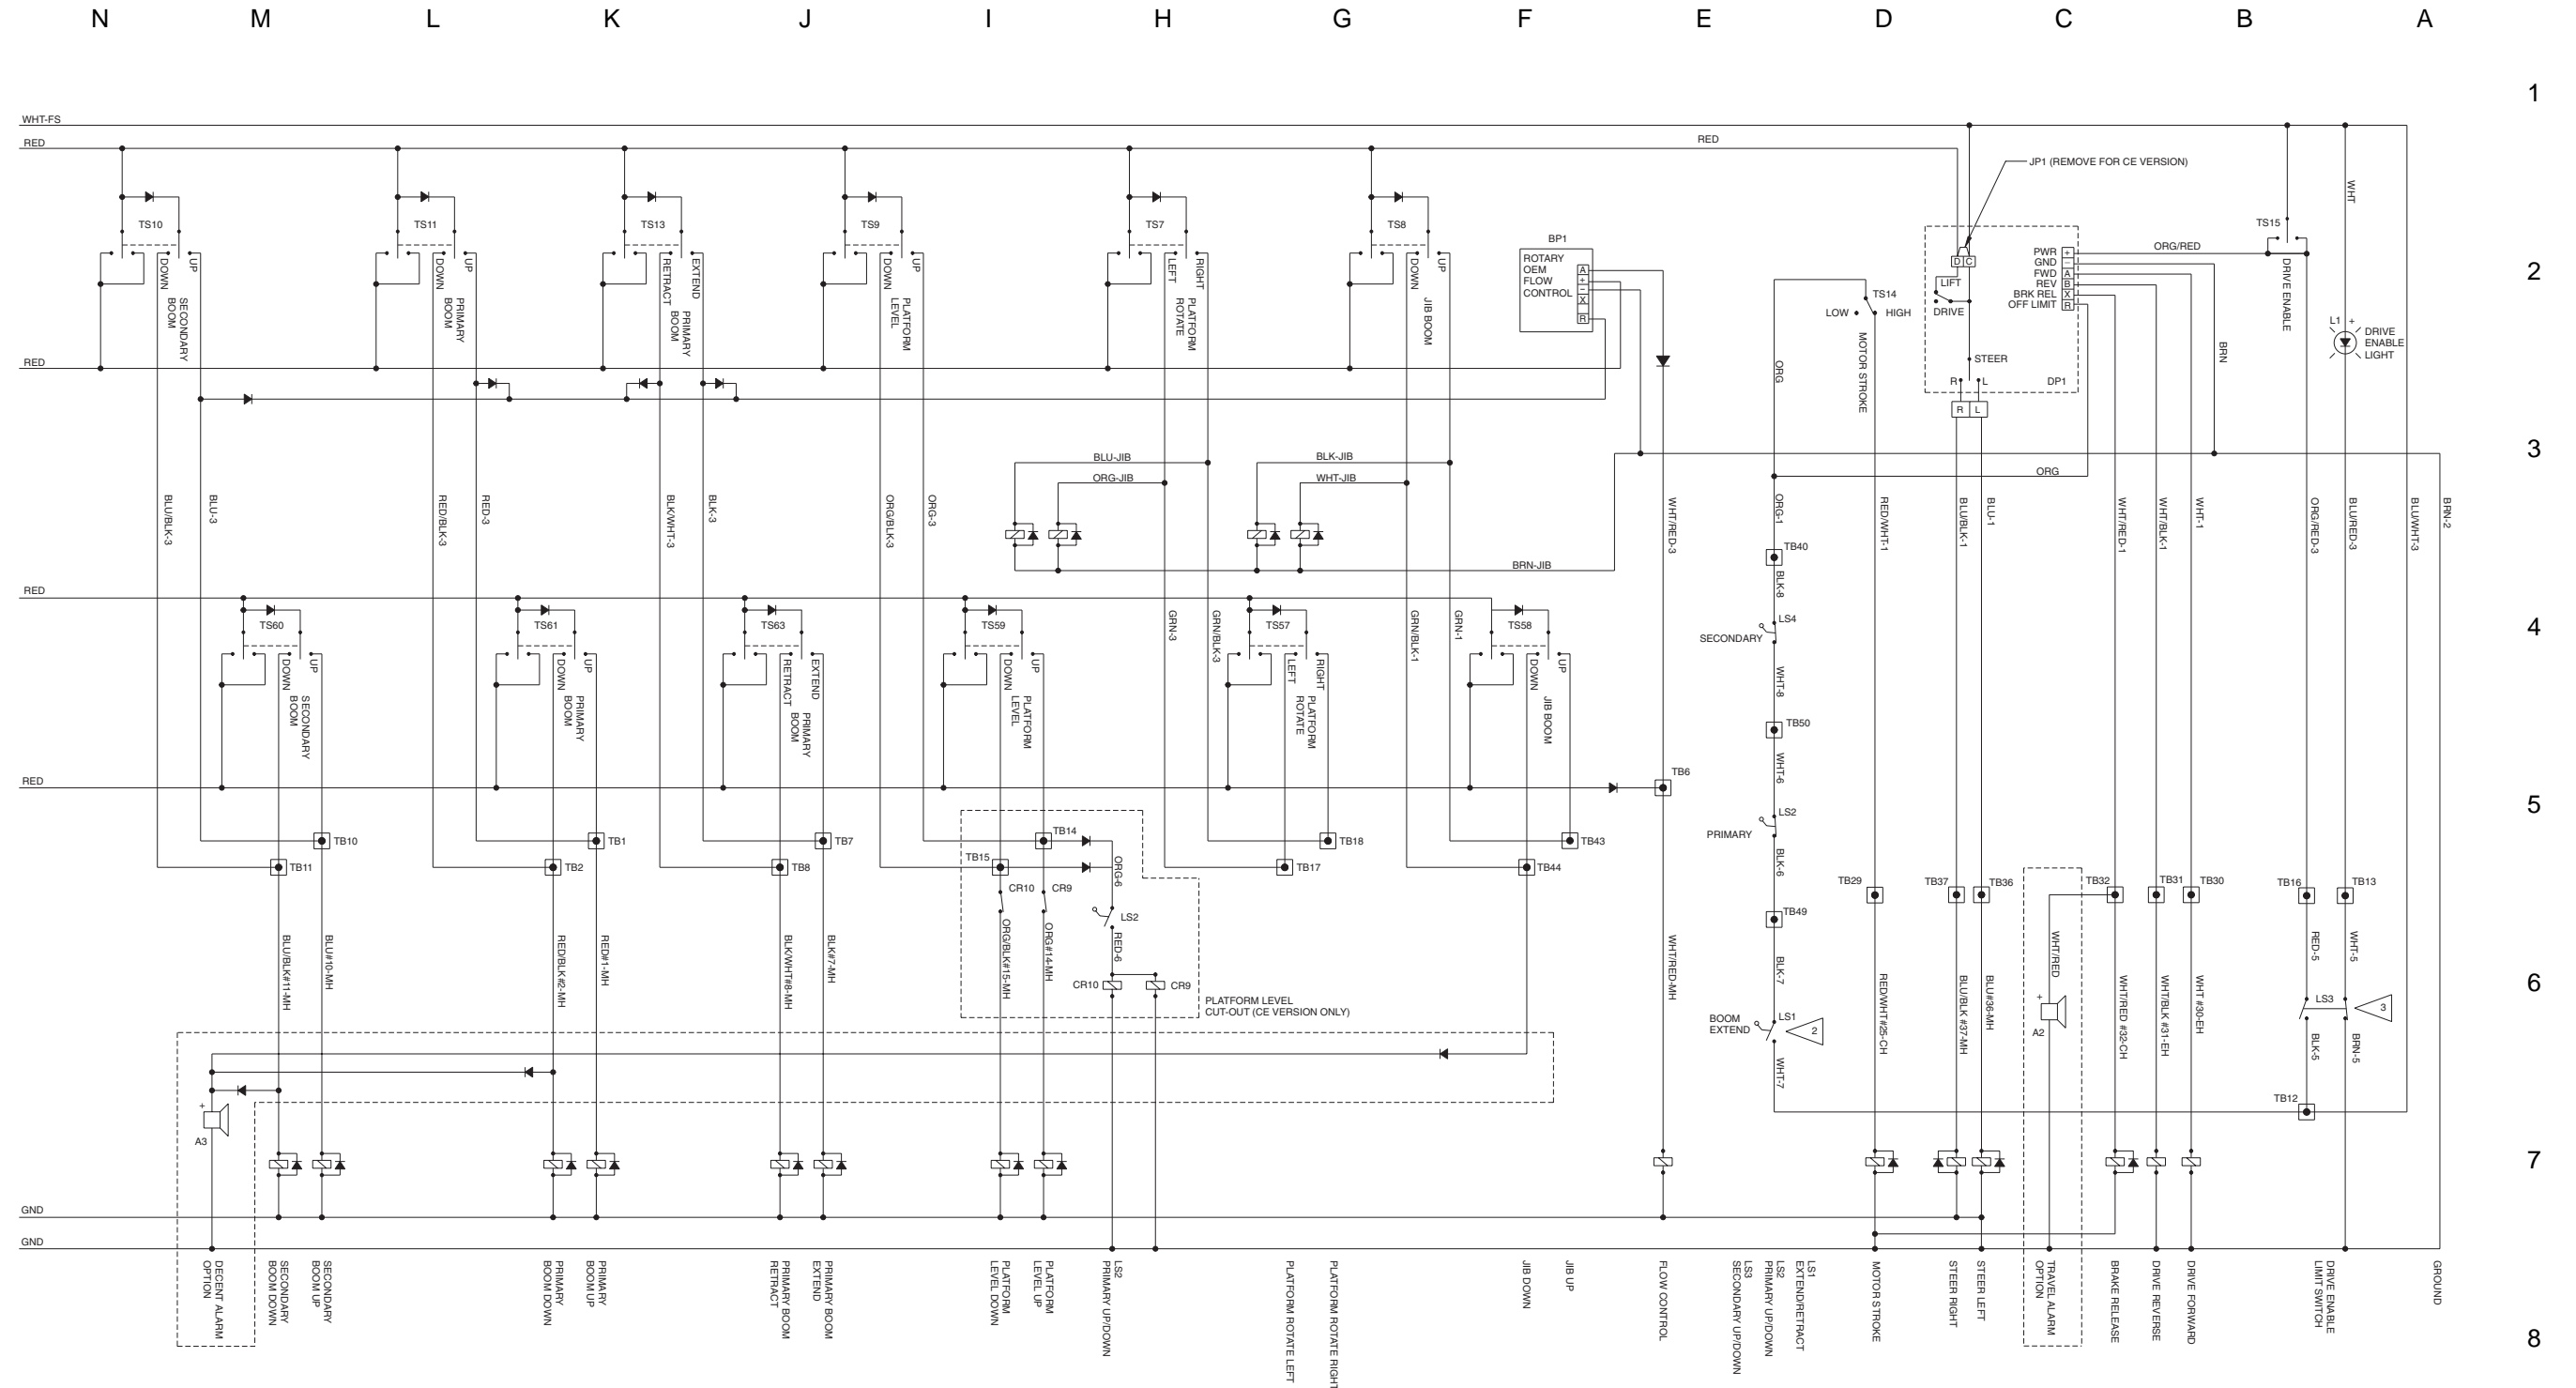 N M L K J I H G F E D C B A
1
WHT-FS
RED
RED
JP1 (REMOVE FOR CE VERSION)
WHT
TS10
TS11
TS13
TS9
TS7
TS8
TS15
BP1
ROTARY
OEM
FLOW
CONTROL
A
+
−
X
R
DOWN
UP
SECONDARY
BOOM
DOWN
UP
PRIMARY
BOOM
RETRACT
EXTEND
PRIMARY
BOOM
DOWN
UP
PLATFORM
LEVEL
LEFT
RIGHT
PLATFORM
ROTATE
DOWN
UP
JIB BOOM
2
TS14
LOW
HIGH
MOTOR STROKE
D C
LIFT
DRIVE
STEER
R L
DP1
R L
PWR +
GND −
FWD A
REV B
BRK REL X
OFF LIMIT R
ORG/RED
DRIVE ENABLE
L1 +
DRIVE
ENABLE
LIGHT
BRN
ORG
RED
3
BLU-JIB
ORG-JIB
BLK-JIB
WHT-JIB
BRN-JIB
ORG
BLU/BLK-3
BLU-3
RED/BLK-3
RED-3
BLK/WHT-3
BLK-3
ORG/BLK-3
ORG-3
WHT/RED-3
ORG-1
RED/WHT-1
BLU/BLK-1
BLU-1
WHT/RED-1
WHT/BLK-1
WHT-1
ORG/RED-3
BLU/RED-3
BLU/WHT-3
BRN-2
TB40
BLK-8
RED
4
TS60
TS61
TS63
TS59
TS57
TS58
GRN-3
GRN/BLK-3
GRN/BLK-1
GRN-1
LS4
SECONDARY
WHT-8
DOWN
UP
SECONDARY
BOOM
DOWN
UP
PRIMARY
BOOM
RETRACT
EXTEND
PRIMARY
BOOM
DOWN
UP
PLATFORM
LEVEL
LEFT
RIGHT
PLATFORM
ROTATE
DOWN
UP
JIB BOOM
TB50
WHT-6
RED
TB6
5
LS2
PRIMARY
BLK-6
TB10
TB11
TB1
TB2
TB7
TB8
TB14
TB15
TB18
TB17
TB43
TB44
ORG-6
CR10
CR9
LS2
RED-6
CR10
CR9
PLATFORM LEVEL
CUT-OUT (CE VERSION ONLY)
TB49
TB29
TB37
TB36
TB32
TB31
TB30
TB16
TB13
6
BLU/BLK#11-MH
BLU#10-MH
RED/BLK#2-MH
RED#1-MH
BLK/WHT#8-MH
BLK#7-MH
ORG/BLK#15-MH
ORG#14-MH
WHT/RED-MH
BLK-7
BOOM
EXTEND
LS1
2
WHT-7
RED/WHT#25-CH
BLU/BLK #37-MH
BLU#36-MH
WHT/RED
+
A2
WHT/RED #32-CH
WHT/BLK #31-EH
WHT #30-EH
RED-5
WHT-5
LS3
3
BLK-5
BRN-5
TB12
+
A3
7
GND
GND
DECENT ALARM
OPTION
SECONDARY
BOOM DOWN
SECONDARY
BOOM UP
PRIMARY
BOOM DOWN
PRIMARY
BOOM UP
PRIMARY BOOM
RETRACT
PRIMARY BOOM
EXTEND
PLATFORM
LEVEL DOWN
PLATFORM
LEVEL UP
LS2
PRIMARY UP/DOWN
PLATFORM ROTATE LEFT
PLATFORM ROTATE RIGHT
JIB DOWN
JIB UP
FLOW CONTROL
LS1
EXTEND/RETRACT
LS2
PRIMARY UP/DOWN
LS3
SECONDARY UP/DOWN
MOTOR STROKE
STEER RIGHT
STEER LEFT
TRAVEL ALARM
OPTION
BRAKE RELEASE
DRIVE REVERSE
DRIVE FORWARD
DRIVE ENABLE
LIMIT SWITCH
GROUND
8